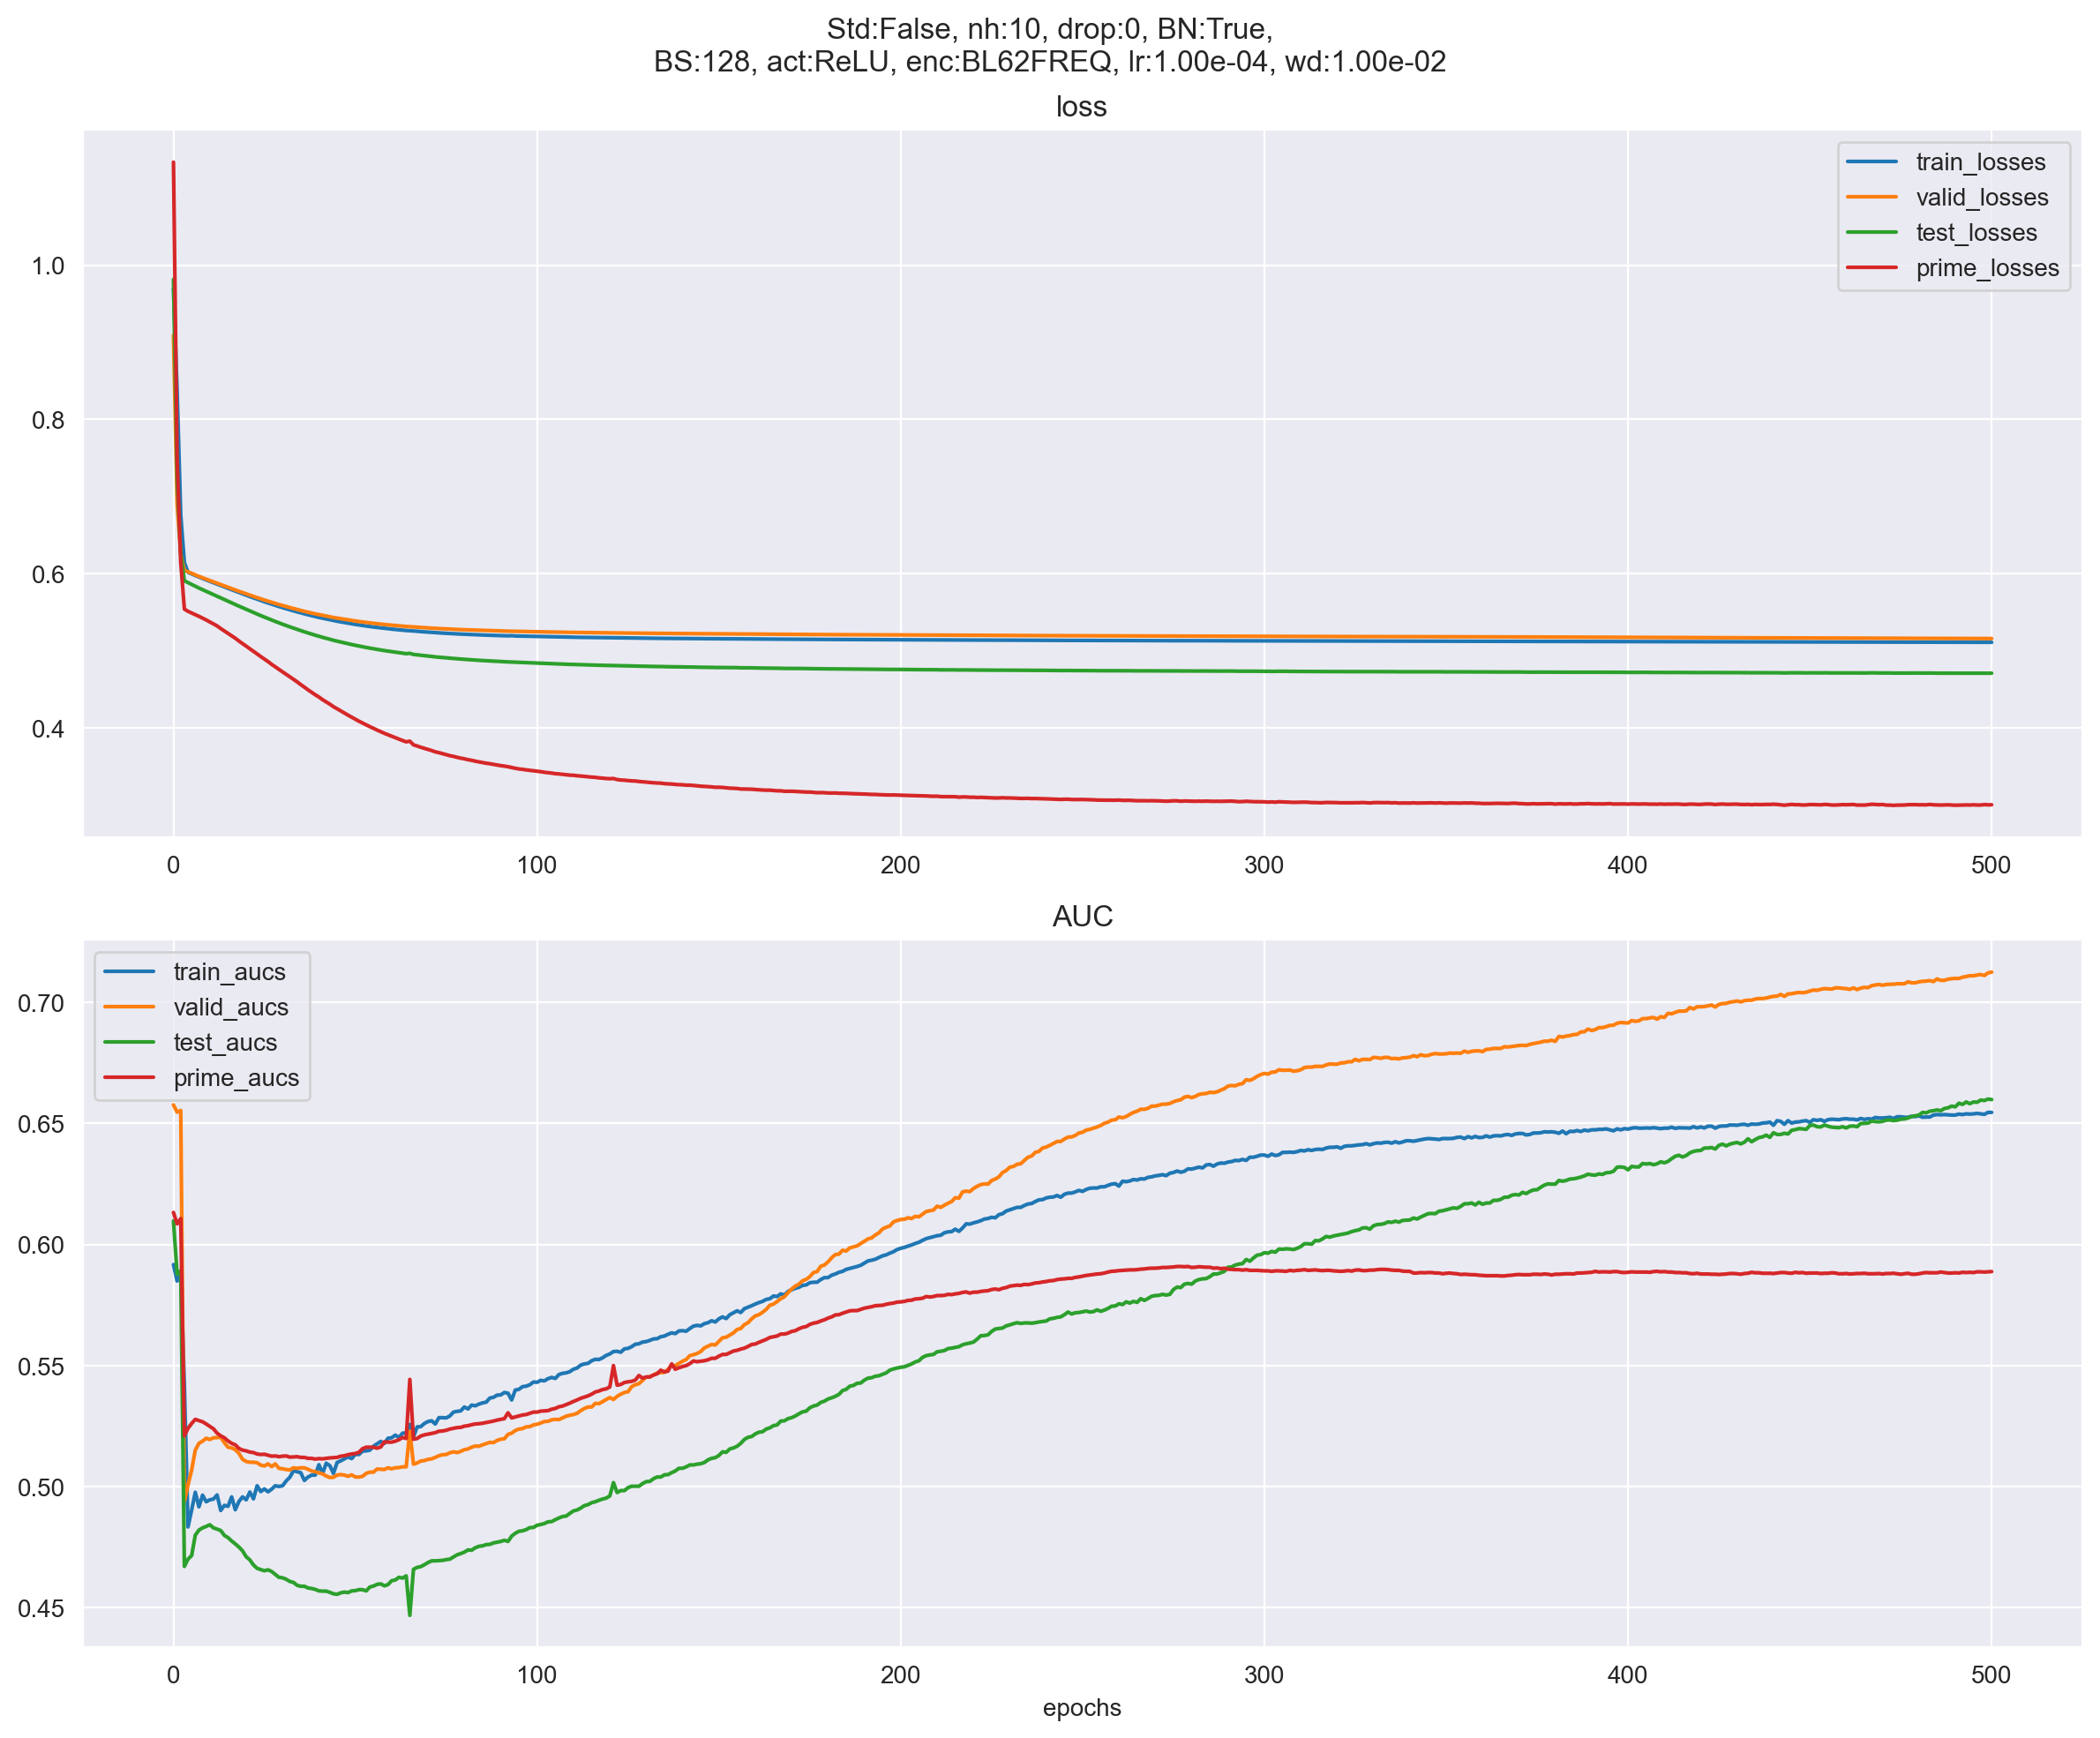 Std:False, nh:10, drop:0, BN:True,
BS:128, act:ReLU, enc:BL62FREQ, lr:1.00e-04, wd:1.00e-02
loss
train_losses
valid_losses
test_losses
prime_losses
1.0
0.8
0.6
0.4
0 100 200 300 400 500
AUC
train_aucs
valid_aucs
test_aucs
prime_aucs
0.70
0.65
0.60
0.55
0.50
0.45
0 100 200 300 400 500
epochs